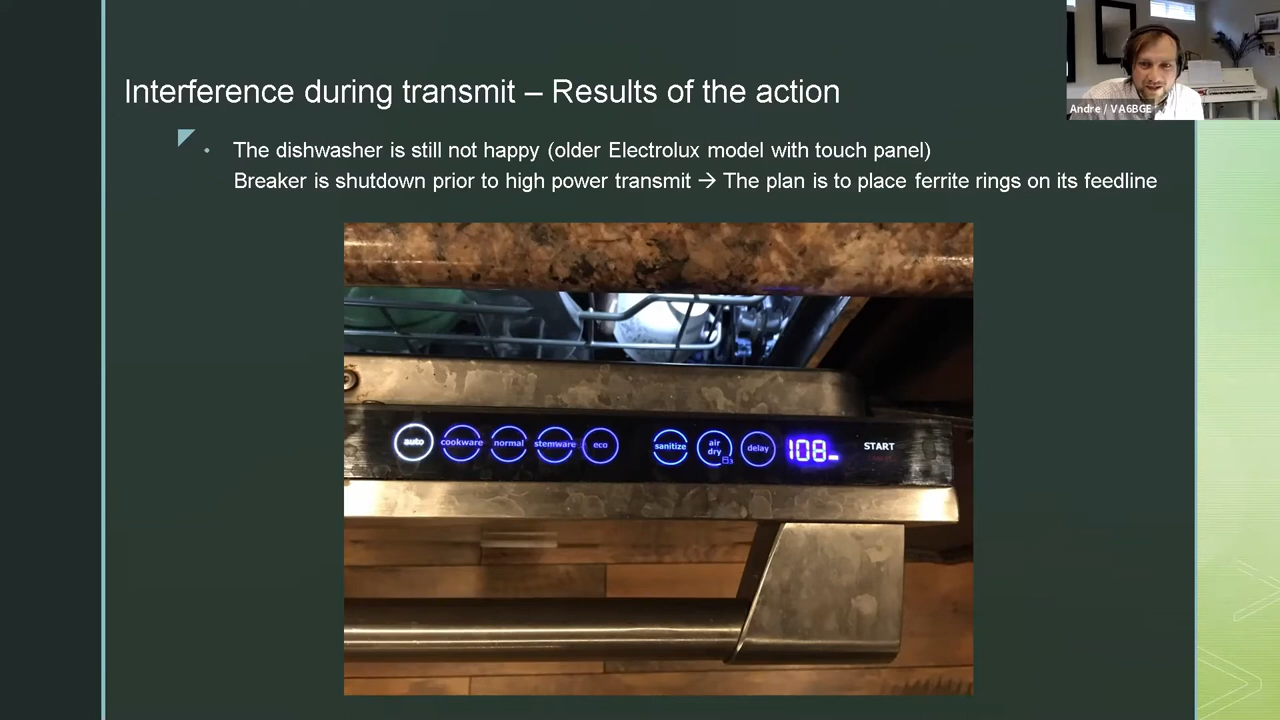 Interference during transmit – Results of the action
Andre / VA6BGE
• The dishwasher is still not happy (older Electrolux model with touch panel)
Breaker is shutdown prior to high power transmit → The plan is to place ferrite rings on its feedline
auto cookware normal stemware eco sanitize air dry delay 108 START